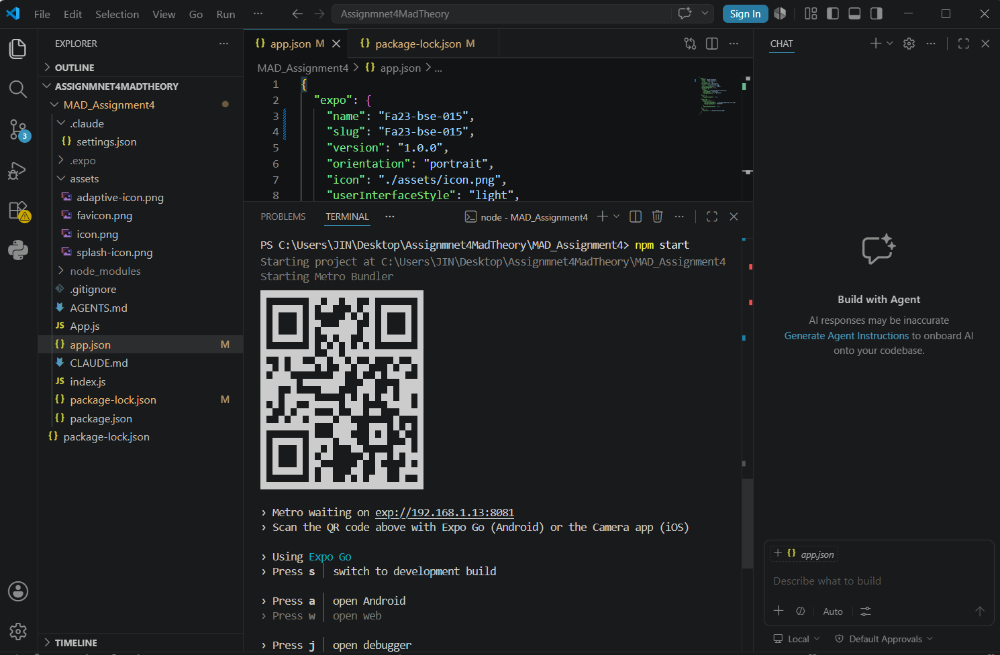 File Edit Selection View Go Run ···
Assignmnet4MadTheory
Sign In
EXPLORER
OUTLINE
ASSIGNMNET4MADTHEORY
MAD_Assignment4
.claude
{} settings.json
.expo
assets
adaptive-icon.png
favicon.png
icon.png
splash-icon.png
node_modules
.gitignore
AGENTS.md
JS App.js
{} app.json M
CLAUDE.md
JS index.js
{} package-lock.json M
{} package.json
{} package-lock.json
TIMELINE
3
{} app.json M
{} package-lock.json M
MAD_Assignment4 > {} app.json > ...
1 {
2 "expo": {
3 "name": "Fa23-bse-015",
4 "slug": "Fa23-bse-015",
5 "version": "1.0.0",
6 "orientation": "portrait",
7 "icon": "./assets/icon.png",
8 "userInterfaceStyle": "light",
PROBLEMS TERMINAL ··· node - MAD_Assignment4
PS C:\Users\JIN\Desktop\Assignmnet4MadTheory\MAD_Assignment4> npm start
Starting project at C:\Users\JIN\Desktop\Assignmnet4MadTheory\MAD_Assignment4
Starting Metro Bundler
› Metro waiting on exp://192.168.1.13:8081
› Scan the QR code above with Expo Go (Android) or the Camera app (iOS)
› Using Expo Go
› Press s │ switch to development build
› Press a │ open Android
› Press w │ open web
› Press j │ open debugger
CHAT
Build with Agent
AI responses may be inaccurate
Generate Agent Instructions to onboard AI
onto your codebase.
{} app.json
Describe what to build
Auto
Local
Default Approvals